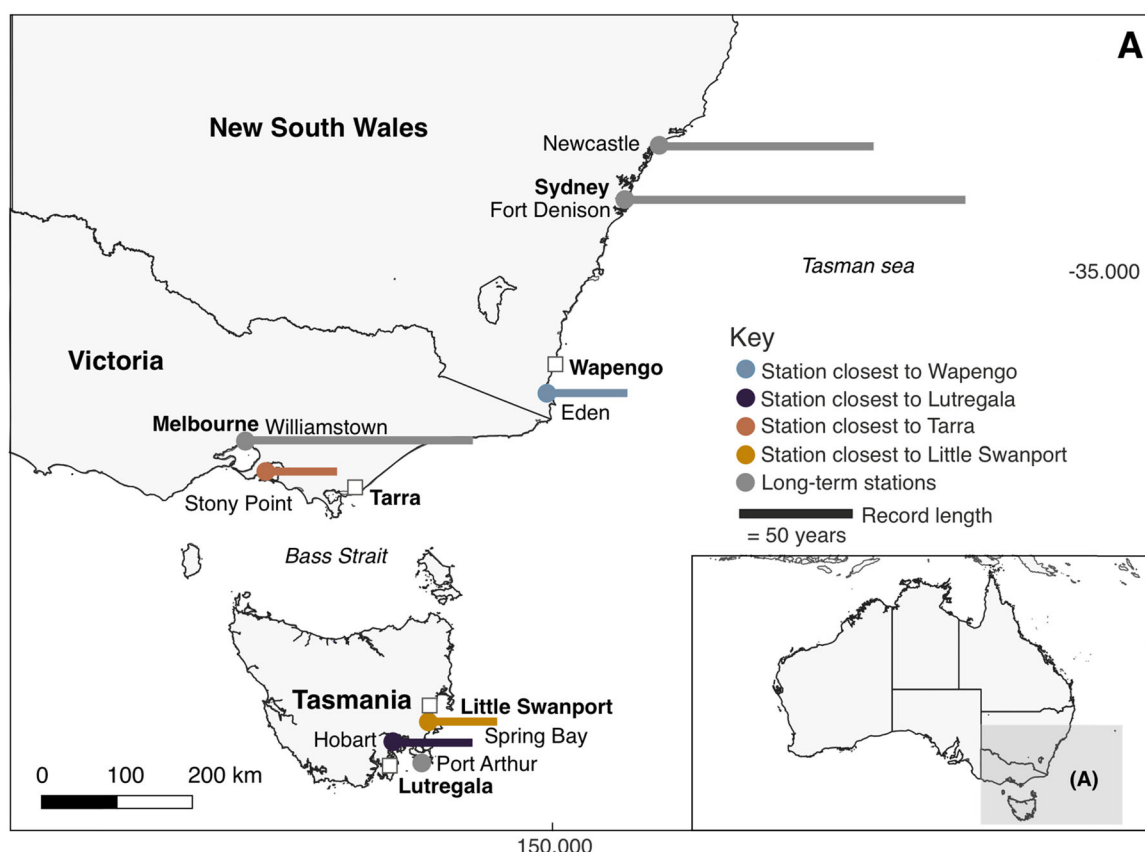 A
New South Wales
Newcastle
Sydney
Fort Denison
Tasman sea
-35.000
Victoria
Wapengo
Eden
Melbourne Williamstown
Stony Point
Tarra
Key
Station closest to Wapengo
Station closest to Lutregala
Station closest to Tarra
Station closest to Little Swanport
Long-term stations
Record length
= 50 years
Bass Strait
Tasmania
Little Swanport
Hobart
Spring Bay
Port Arthur
Lutregala
0 100 200 km
(A)
150.000